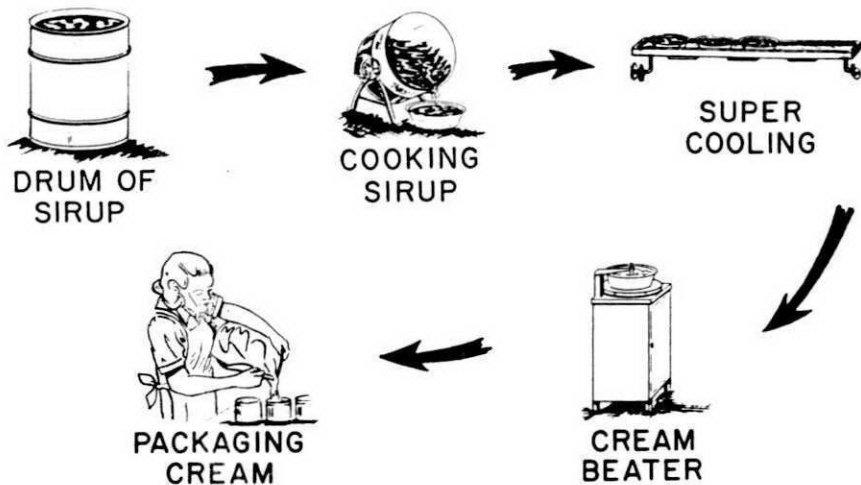 DRUM OF
SIRUP
COOKING
SIRUP
SUPER
COOLING
CREAM
BEATER
PACKAGING
CREAM